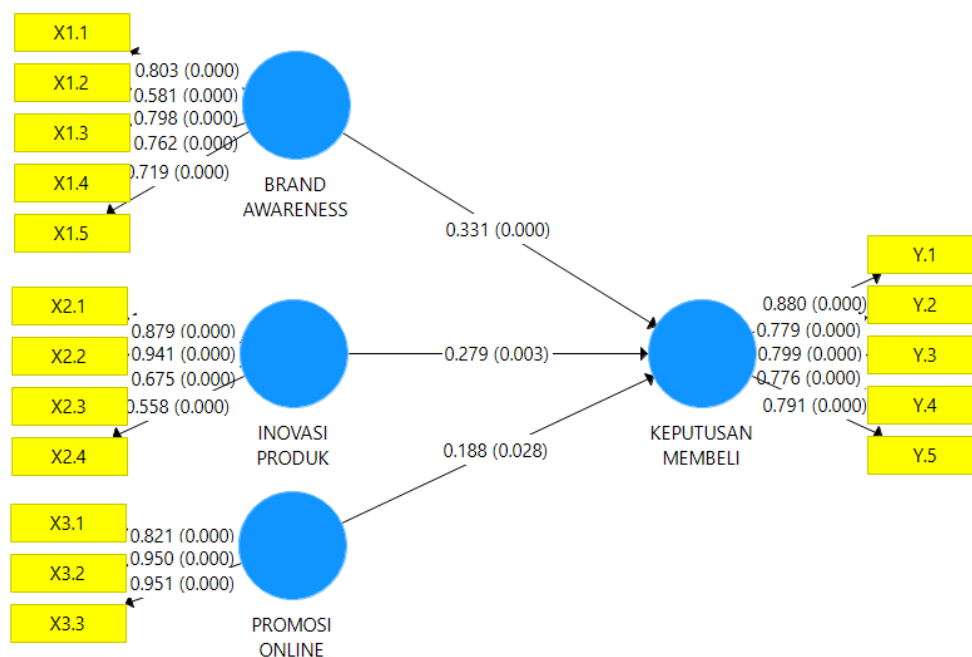 X1.1
0.803 (0.000)
X1.2
0.581 (0.000)
0.798 (0.000)
X1.3
0.762 (0.000)
0.719 (0.000)
X1.4
X1.5
BRAND
AWARENESS
0.331 (0.000)
X2.1
0.879 (0.000)
X2.2
0.941 (0.000)
0.675 (0.000)
X2.3
0.558 (0.000)
X2.4
INOVASI
PRODUK
0.279 (0.003)
X3.1
0.821 (0.000)
X3.2
0.950 (0.000)
0.951 (0.000)
X3.3
PROMOSI
ONLINE
0.188 (0.028)
KEPUTUSAN
MEMBELI
Y.1
0.880 (0.000)
Y.2
0.779 (0.000)
0.799 (0.000)
Y.3
0.776 (0.000)
0.791 (0.000)
Y.4
Y.5